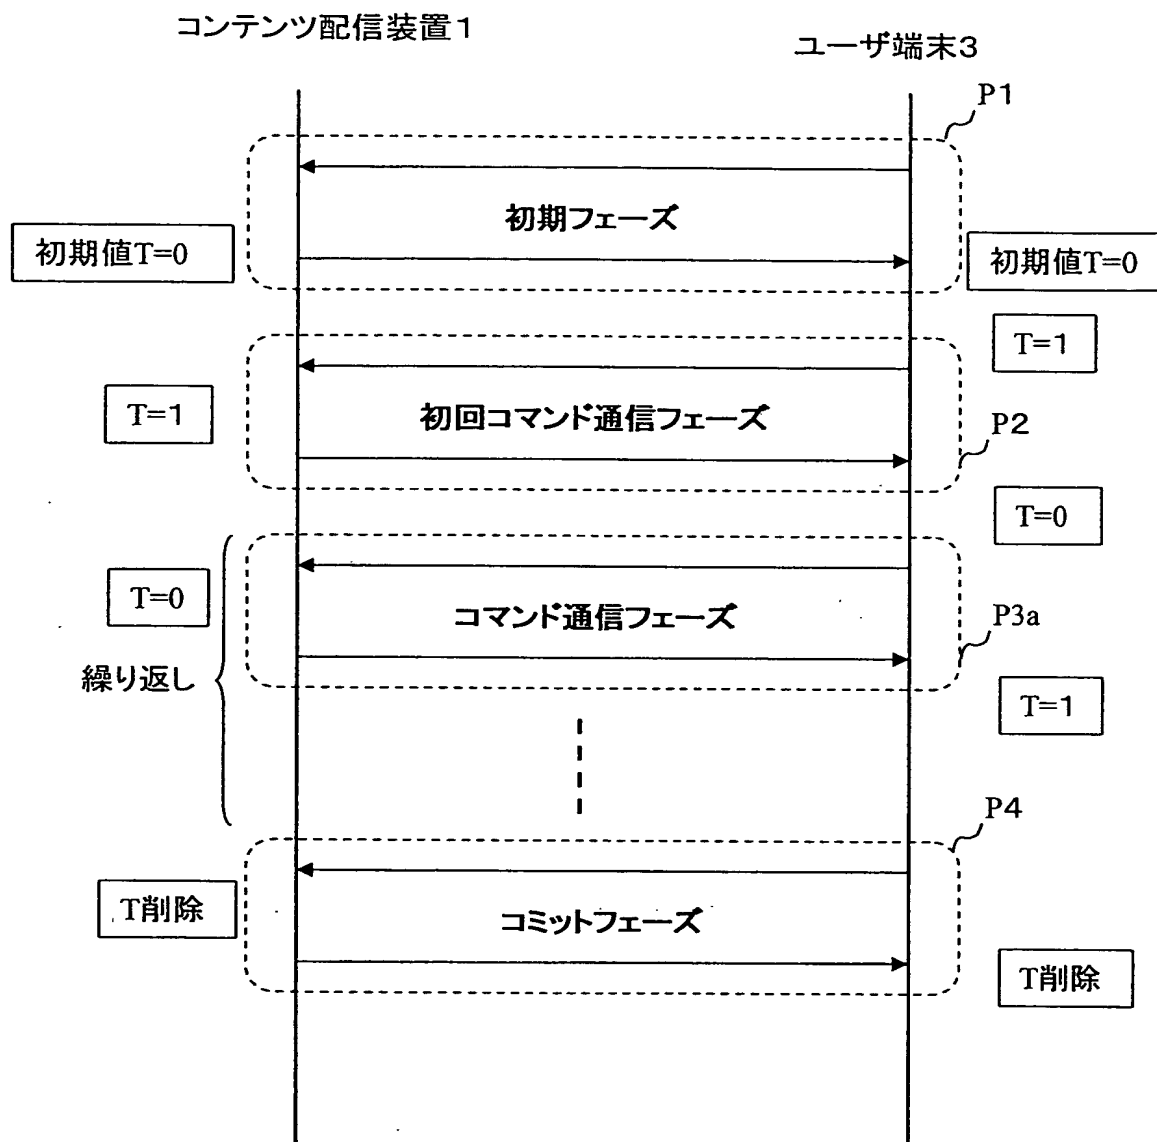 コンテンツ配信装置1
ユーザ端末3
P1
初期フェーズ
初期値T=0
初期値T=0
T=1
T=1
初回コマンド通信フェーズ
P2
T=0
T=0
コマンド通信フェーズ
P3a
繰り返し
T=1
P4
T削除
コミットフェーズ
T削除